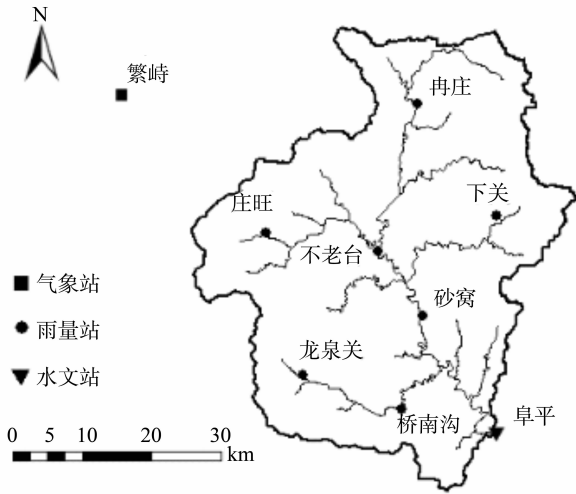 N
繁峙
冉庄
庄旺
下关
不老台
气象站
砂窝
雨量站
龙泉关
水文站
桥南沟
阜平
0 5 10 20 30
km